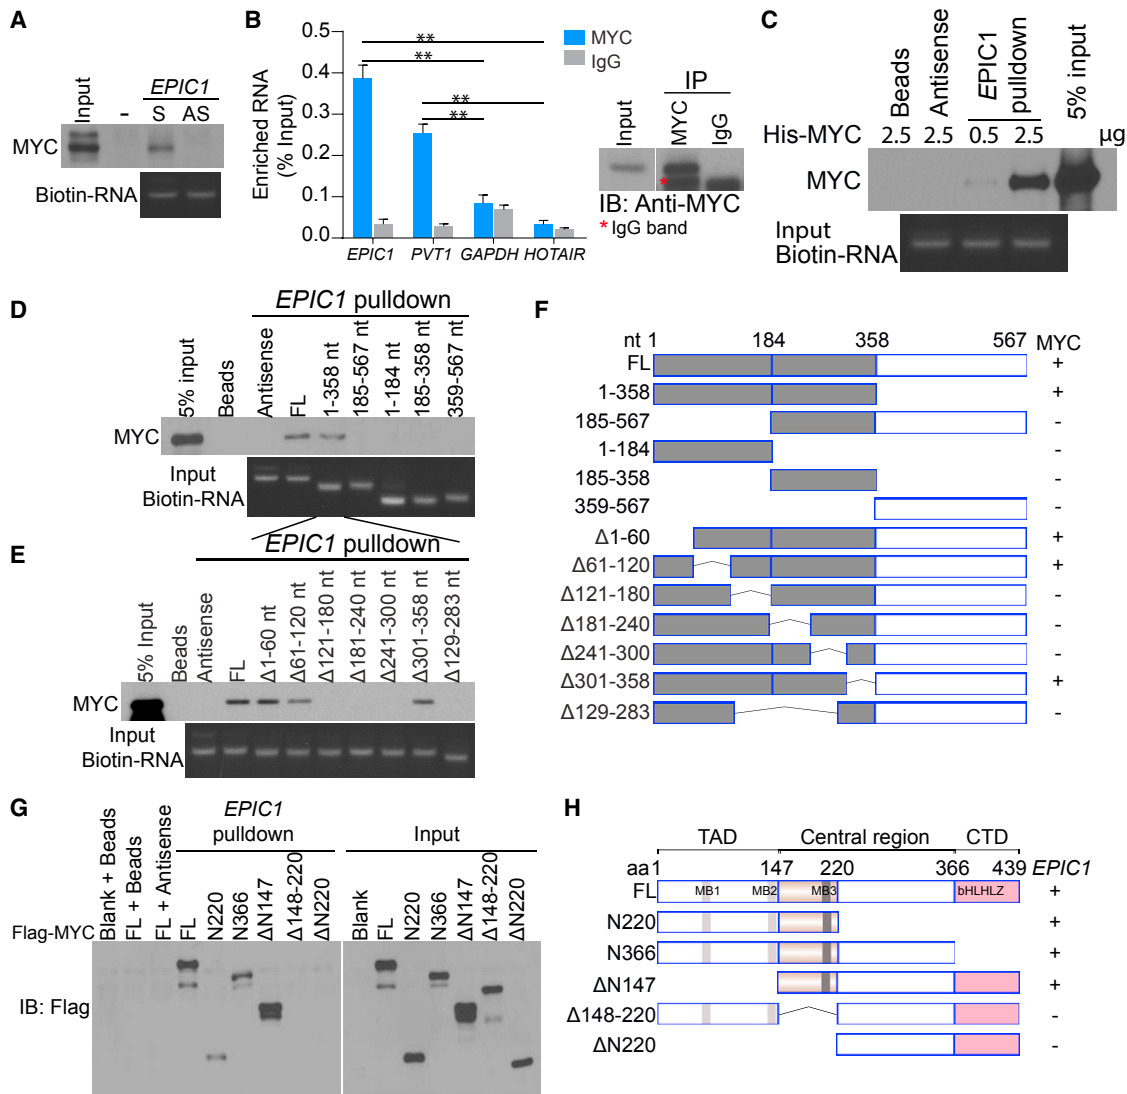 A
Input
-
EPIC1
S
AS
MYC
Biotin-RNA
B
Enriched RNA
(% Input)
0.5
0.4
0.3
0.2
0.1
0.0
**
**
**
**
MYC
IgG
EPIC1
PVT1
GAPDH
HOTAIR
IP
Input
MYC
IgG
*
IB: Anti-MYC
* IgG band
C
Beads
Antisense
EPIC1
pulldown
5% input
His-MYC
2.5
2.5
0.5
2.5
µg
MYC
Input
Biotin-RNA
D
EPIC1 pulldown
5% input
Beads
Antisense
FL
1-358 nt
185-567 nt
1-184 nt
185-358 nt
359-567 nt
MYC
Input
Biotin-RNA
E
EPIC1 pulldown
5% Input
Beads
Antisense
FL
Δ1-60 nt
Δ61-120 nt
Δ121-180 nt
Δ181-240 nt
Δ241-300 nt
Δ301-358 nt
Δ129-283 nt
MYC
Input
Biotin-RNA
F
nt 1
184
358
567
MYC
FL
+
1-358
+
185-567
-
1-184
-
185-358
-
359-567
-
Δ1-60
+
Δ61-120
+
Δ121-180
-
Δ181-240
-
Δ241-300
-
Δ301-358
+
Δ129-283
-
G
EPIC1
pulldown
Input
Blank + Beads
FL + Beads
FL + Antisense
FL
N220
N366
ΔN147
Δ148-220
ΔN220
Blank
FL
N220
N366
ΔN147
Δ148-220
ΔN220
Flag-MYC
IB: Flag
H
TAD
Central region
CTD
aa 1
147
220
366
439
EPIC1
FL
MB1
MB2
MB3
bHLHLZ
+
N220
+
N366
+
ΔN147
+
Δ148-220
-
ΔN220
-